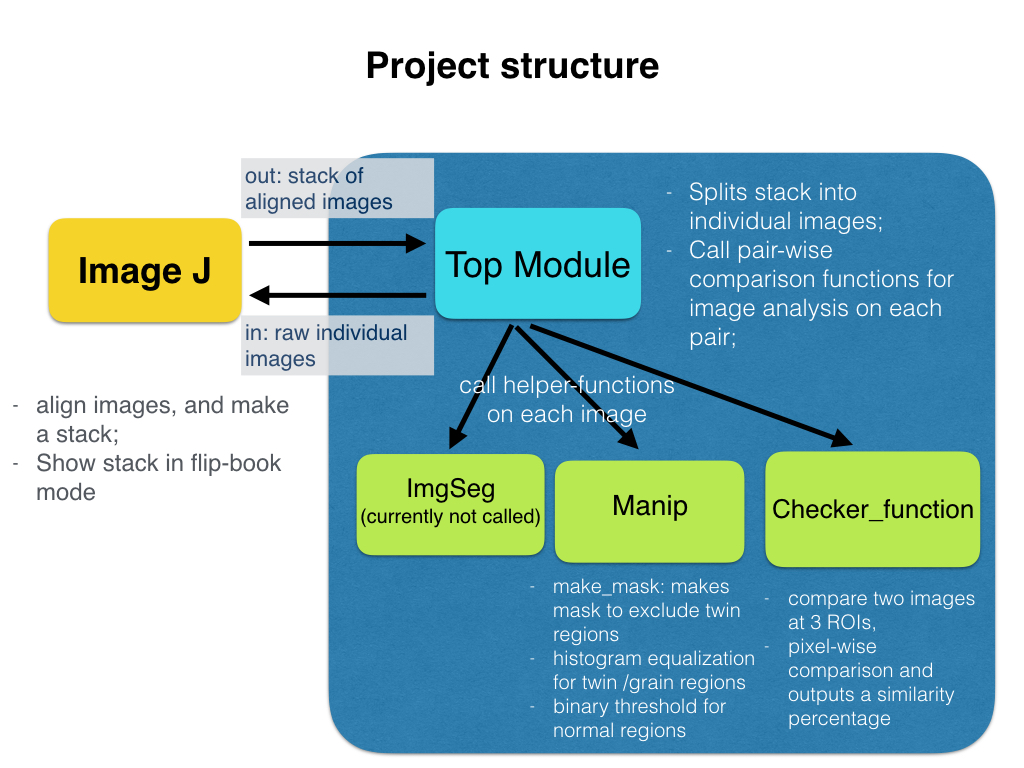 Project structure
out: stack of
aligned images
Image J
Top Module
in: raw individual
images
- Splits stack into
individual images;
- Call pair-wise
comparison functions for
image analysis on each
pair;
- align images, and make
a stack;
- Show stack in flip-book
mode
call helper-functions
on each image
ImgSeg
(currently not called)
Manip
Checker_function
- make_mask: makes
mask to exclude twin
regions
- histogram equalization
for twin /grain regions
- binary threshold for
normal regions
- compare two images
at 3 ROIs,
- pixel-wise
comparison and
outputs a similarity
percentage